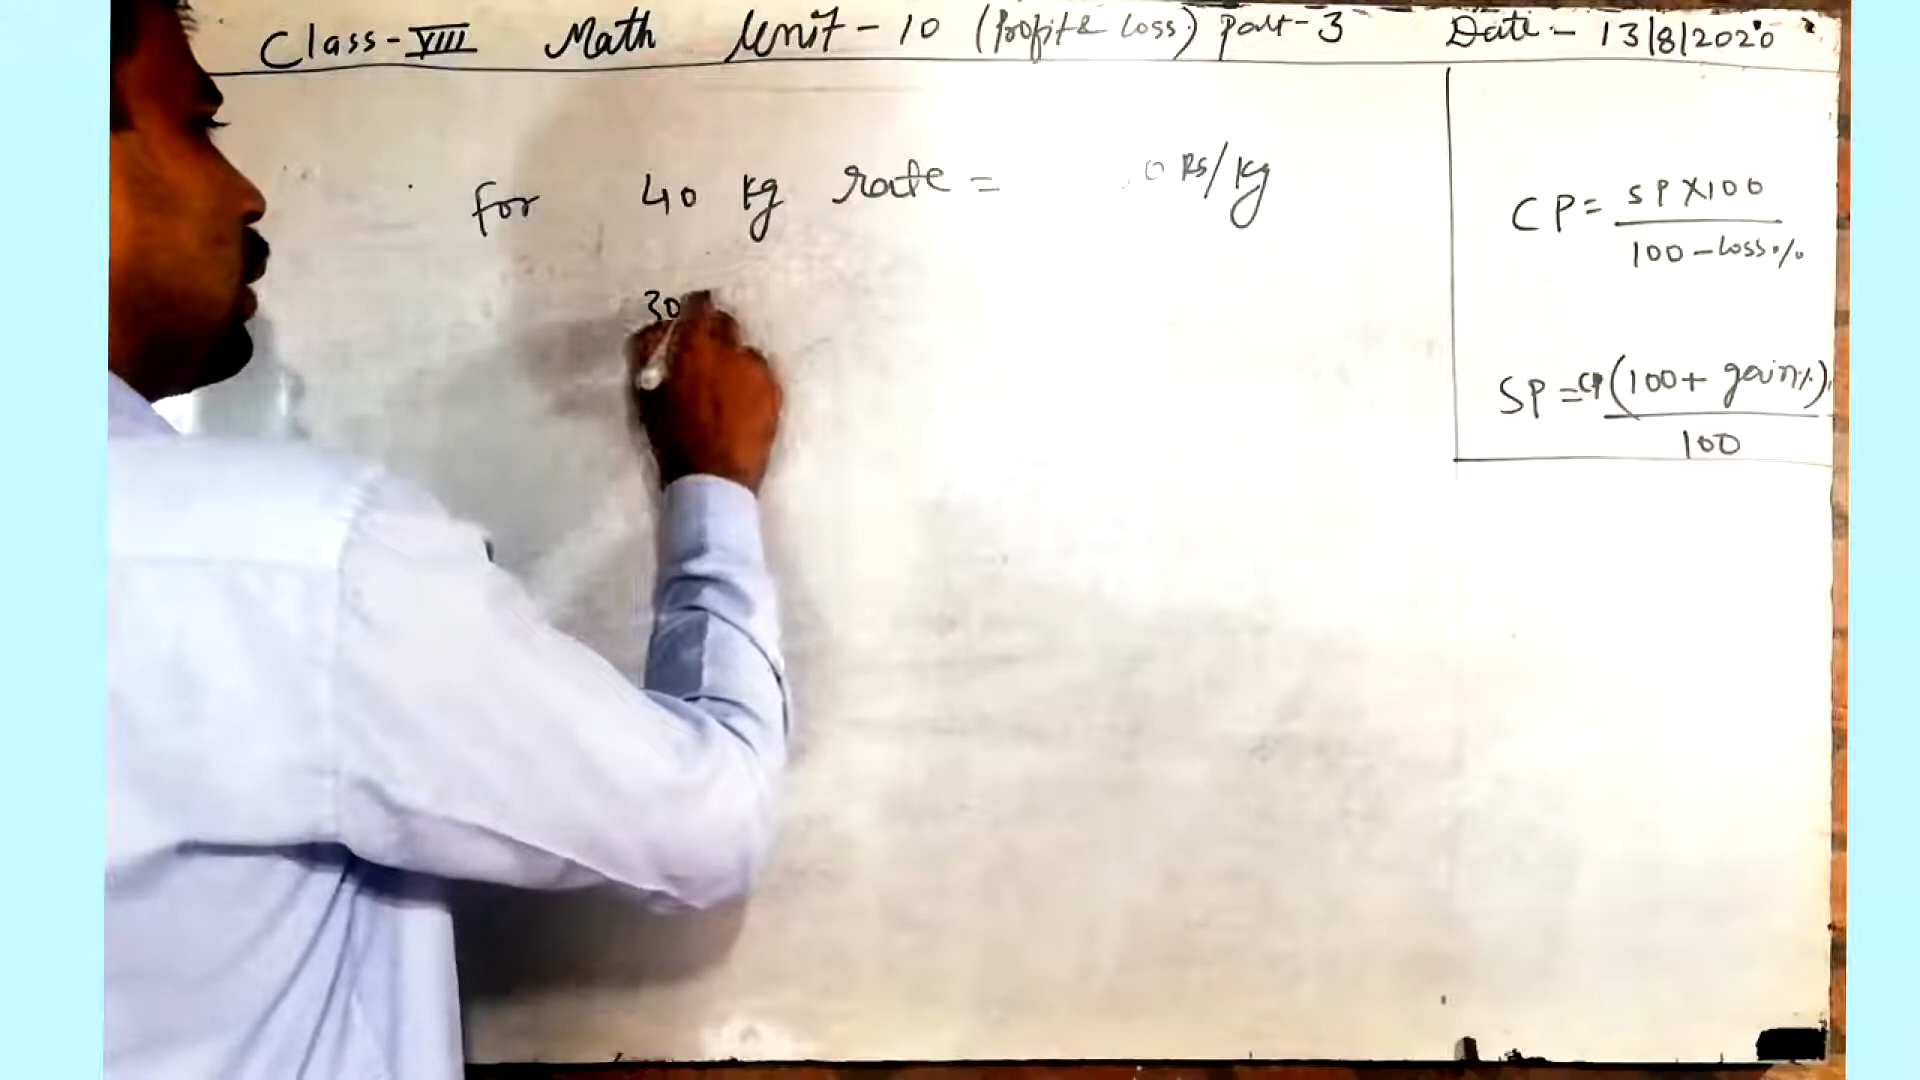 Class-VIII Math Unit-10 (Profit & Loss) Part-3 Date:- 13/8/2020
for 40 kg rate = 0 Rs/kg
30
CP = SP×100
100-Loss%
SP = CP(100+gain%)
100